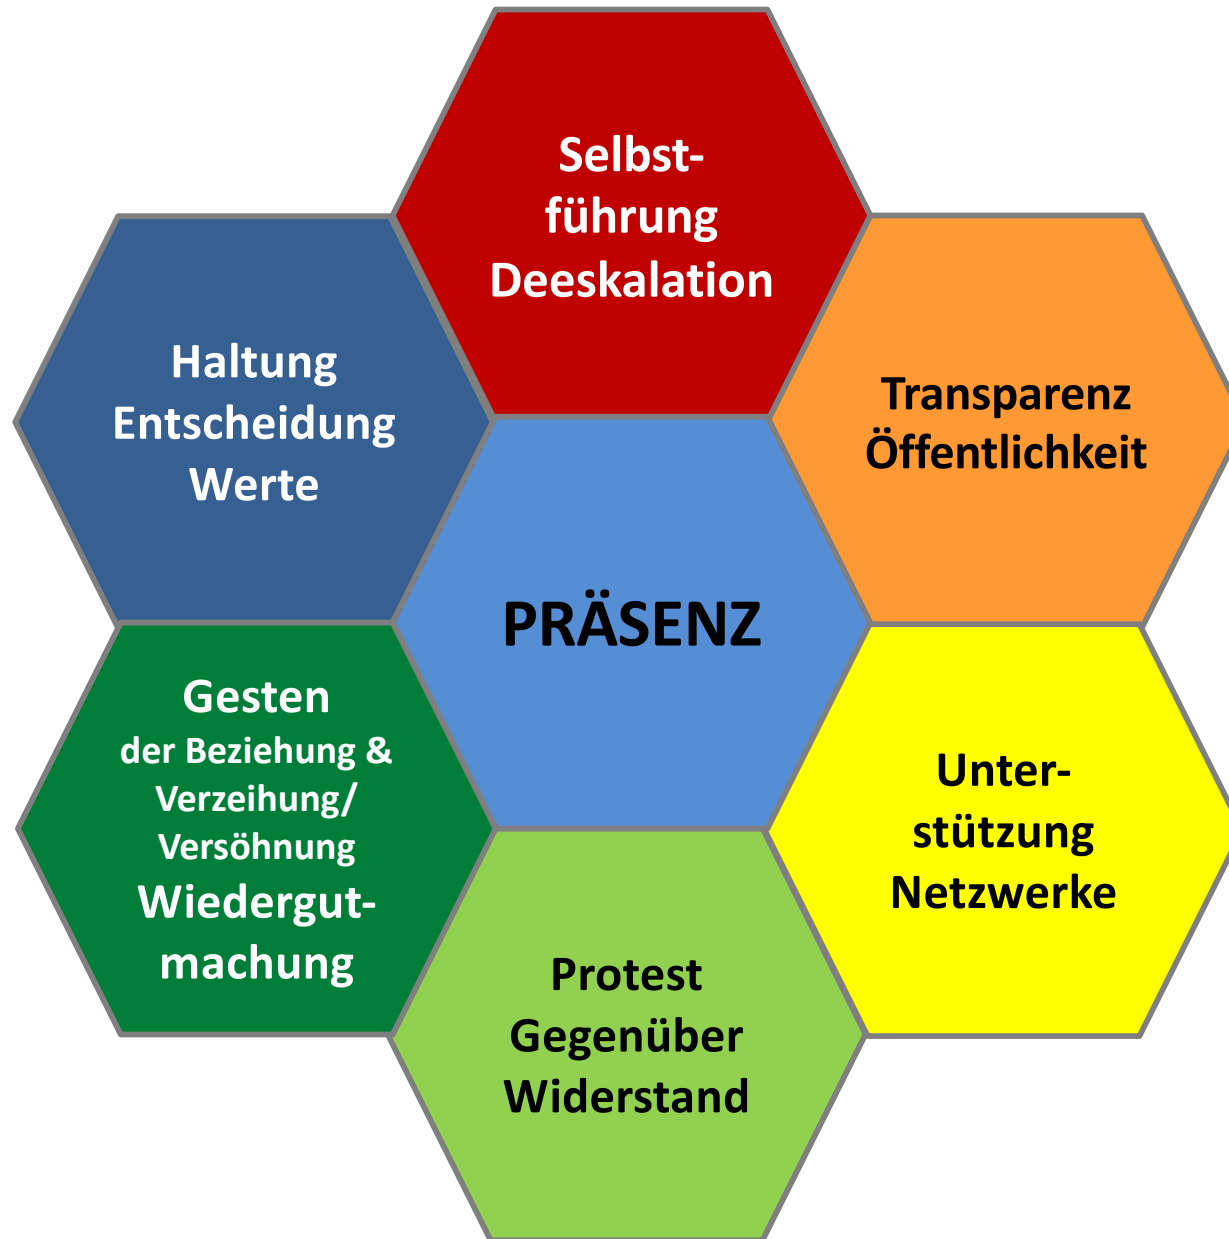 Selbst-
führung
Deeskalation
Haltung
Entscheidung
Werte
Transparenz
Öffentlichkeit
PRÄSENZ
Gesten
der Beziehung &
Verzeihung/
Versöhnung
Wiedergut-
machung
Unter-
stützung
Netzwerke
Protest
Gegenüber
Widerstand